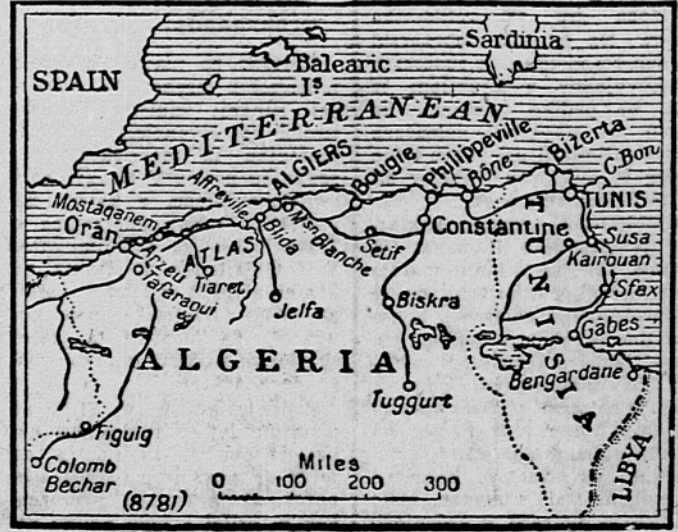 SPAIN
Balearic
Is
Sardinia
MEDITERRANEAN
Mostaganem
Oran
Arzeu
Tafaraoui
ATLAS
Tiaret
Affreville
ALGIERS
Blida
Msn Blanche
Bougie
Setif
Philippeville
Bône
Constantine
Bizerta
C. Bon
TUNIS
Susa
Kairouan
Sfax
Gabes
Bengardane
TUNISIA
LIBYA
Jelfa
Biskra
ALGERIA
Tuggurt
Figuig
Colomb
Bechar
(8781)
Miles
0 100 200 300